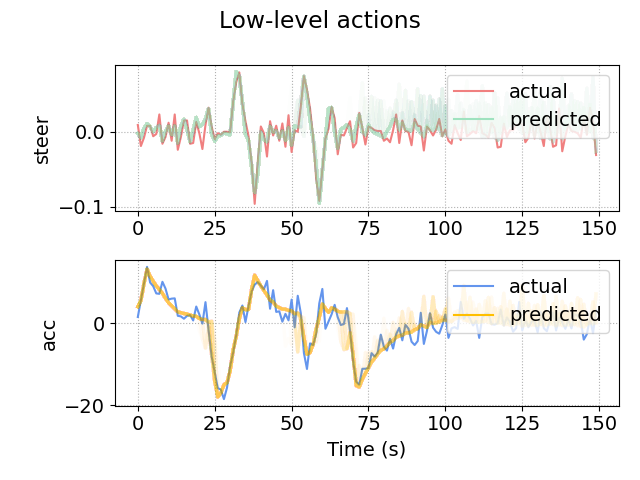 Low-level actions
steer
0.0
−0.1
actual
predicted
0 25 50 75 100 125 150
acc
0
−20
actual
predicted
0 25 50 75 100 125 150
Time (s)